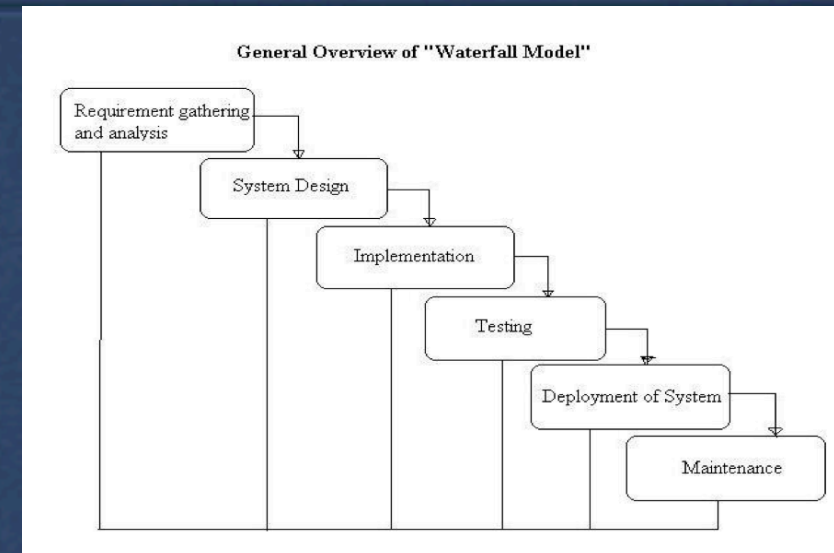 General Overview of "Waterfall Model"
Requirement gathering
and analysis
System Design
Implementation
Testing
Deployment of System
Maintenance